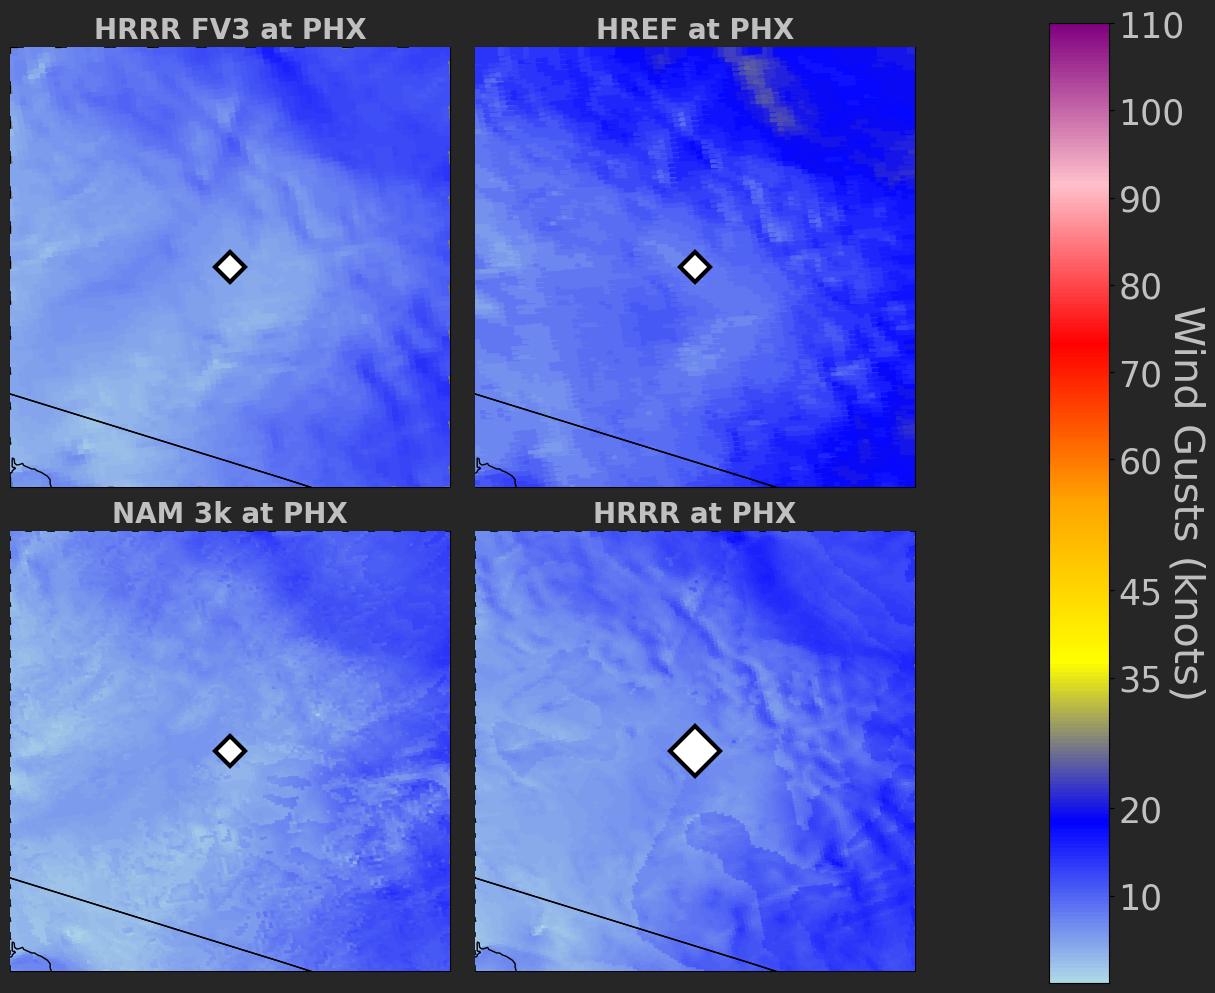 HRRR FV3 at PHX
HREF at PHX
NAM 3k at PHX
HRRR at PHX
110
100
90
80
70
60
45
35
20
10
Wind Gusts (knots)